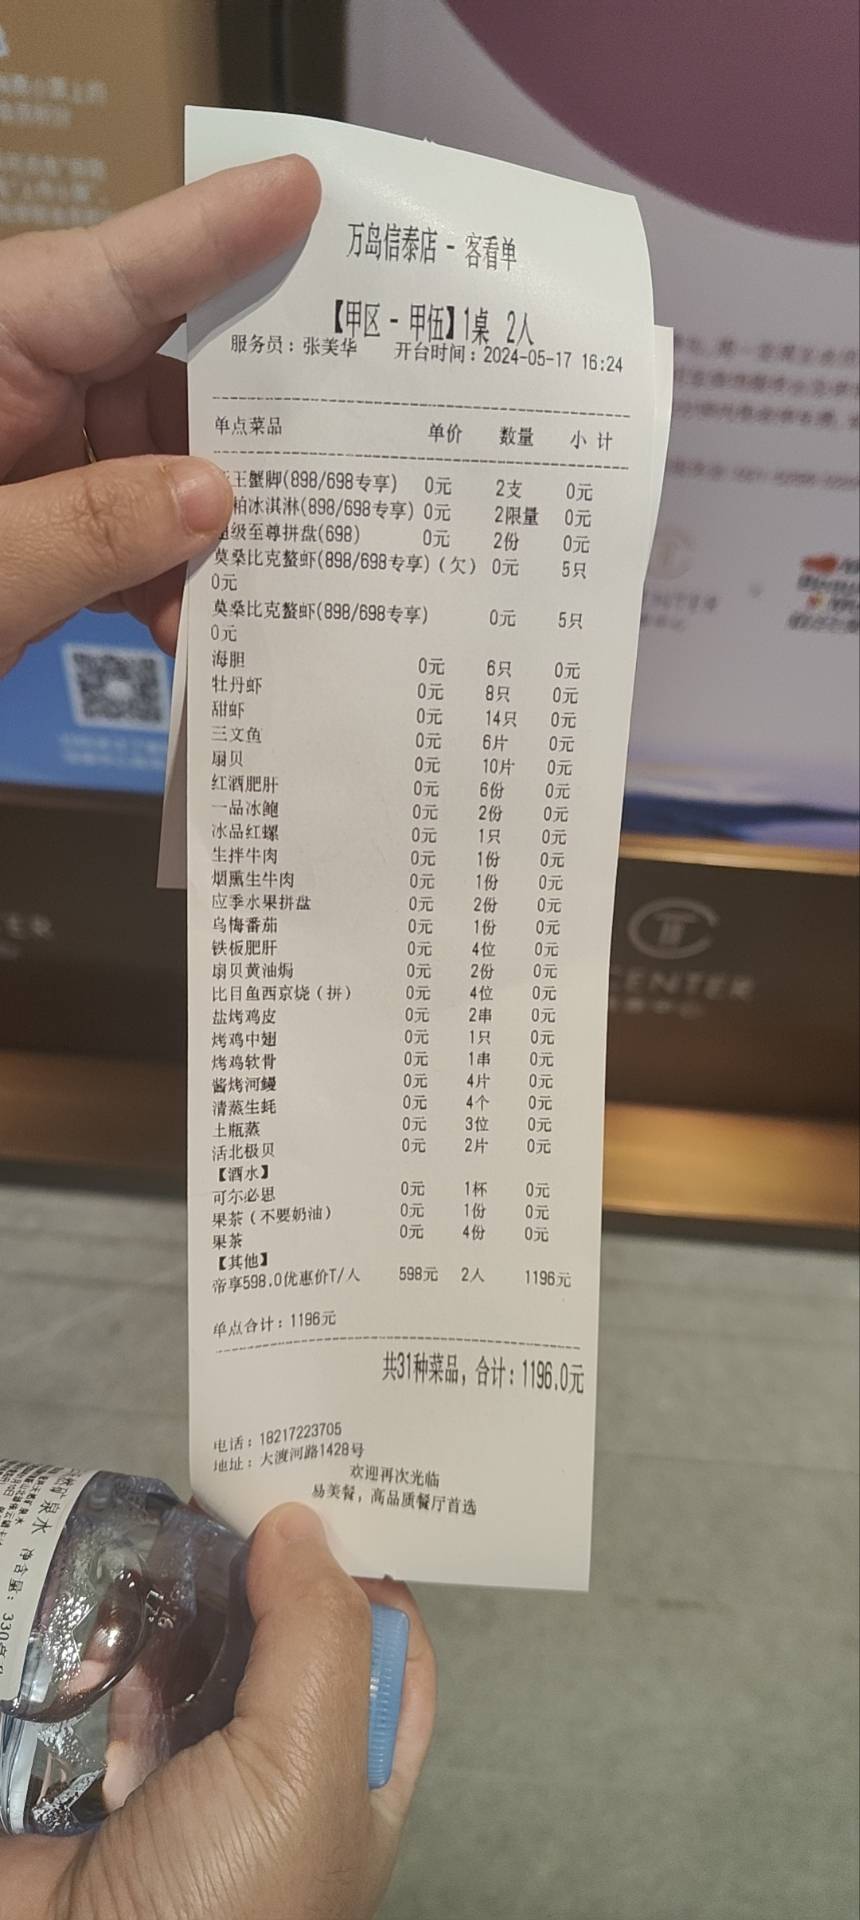 万岛信泰店 - 客看单
【甲区 - 甲伍】1桌 2人
服务员：张美华 开台时间：2024-05-17 16:24
单点菜品 单价 数量 小 计
王蟹脚(898/698专享) 0元 2支 0元
柏冰淇淋(898/698专享) 0元 2限量 0元
级至尊拼盘(698) 0元 2份 0元
莫桑比克螯虾(898/698专享)(欠) 0元 5只
0元
莫桑比克螯虾(898/698专享) 0元 5只
0元
海胆 0元 6只 0元
牡丹虾 0元 8只 0元
甜虾 0元 14只 0元
三文鱼 0元 6片 0元
扇贝 0元 10片 0元
红酒肥肝 0元 6份 0元
一品冰鲍 0元 2份 0元
冰品红螺 0元 1只 0元
生拌牛肉 0元 1份 0元
烟熏生牛肉 0元 1份 0元
应季水果拼盘 0元 2份 0元
乌梅番茄 0元 1份 0元
铁板肥肝 0元 4位 0元
扇贝黄油焗 0元 2份 0元
比目鱼西京烧（拼） 0元 4位 0元
盐烤鸡皮 0元 2串 0元
烤鸡中翅 0元 1只 0元
烤鸡软骨 0元 1串 0元
酱烤河鳗 0元 4片 0元
清蒸生蚝 0元 4个 0元
土瓶蒸 0元 3位 0元
活北极贝 0元 2片 0元
【酒水】
可尔必思 0元 1杯 0元
果茶（不要奶油） 0元 1份 0元
果茶 0元 4份 0元
【其他】
帝享598.0优惠价T/人 598元 2人 1196元
单点合计：1196元
共31种菜品，合计：1196.0元
电话：18217223705
地址：大渡河路1428号
欢迎再次光临
易美餐，高品质餐厅首选
CENTER
泉水
净含量：330